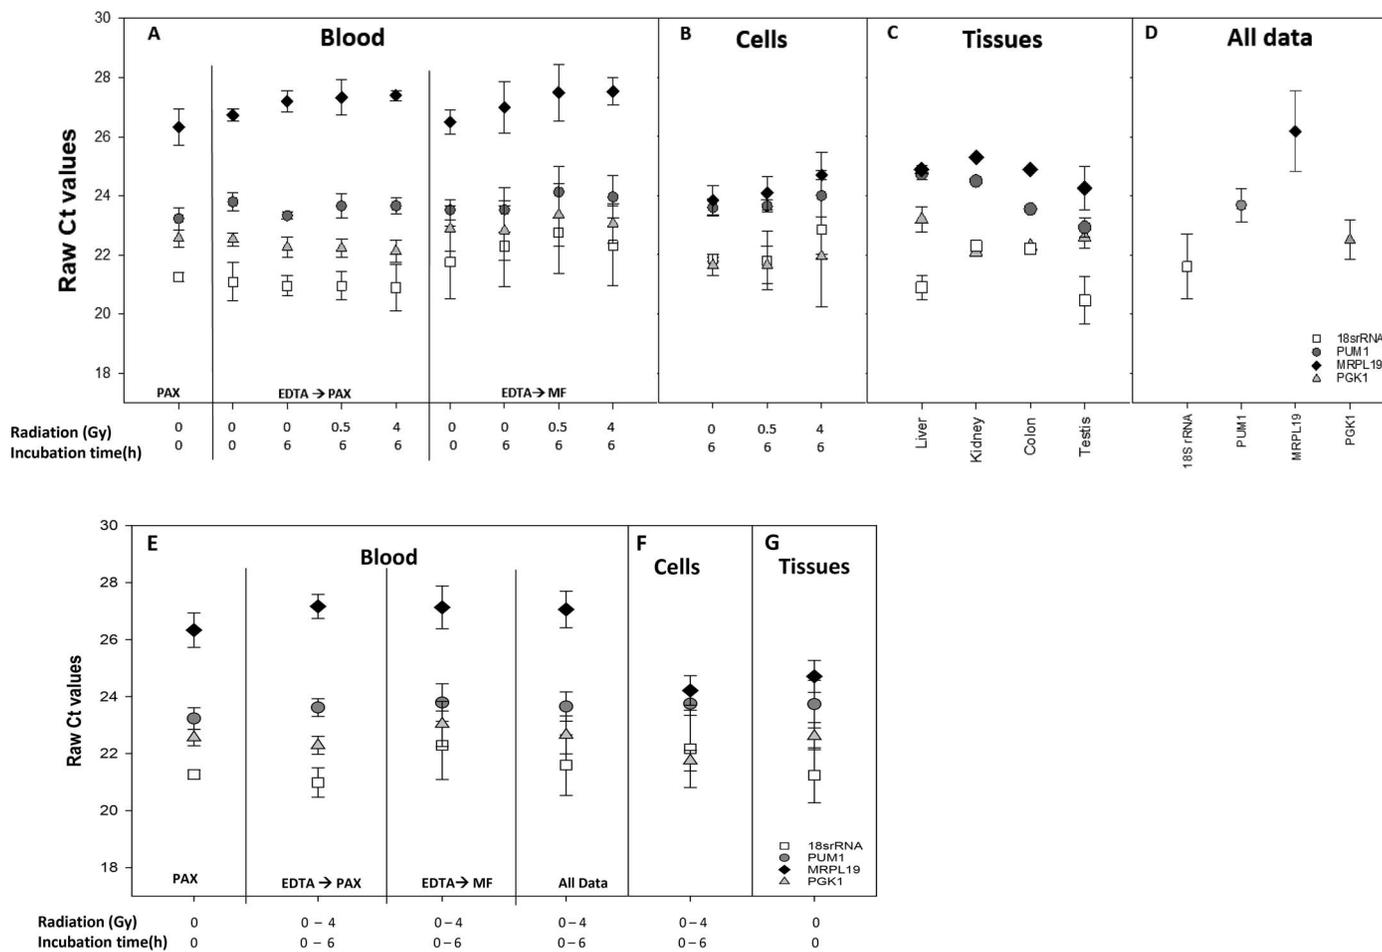 A Blood
B Cells
C Tissues
D All data
Raw Ct values
30
28
26
24
22
20
18
PAX
EDTA → PAX
EDTA → MF
18srRNA
PUM1
MRPL19
PGK1
Radiation (Gy) 0 0 0 0.5 4 0 0 0.5 4 0 0.5 4
Incubation time(h) 0 0 6 6 6 0 6 6 6 6 6 6
Liver
Kidney
Colon
Testis
18S rRNA
PUM1
MRPL19
PGK1
E Blood
F Cells
G Tissues
Raw Ct values
30
28
26
24
22
20
18
PAX
EDTA → PAX
EDTA → MF
All Data
18srRNA
PUM1
MRPL19
PGK1
Radiation (Gy) 0 0 – 4 0 – 4 0 – 4 0 – 4 0
Incubation time(h) 0 0 – 6 0 – 6 0 – 6 0 – 6 0